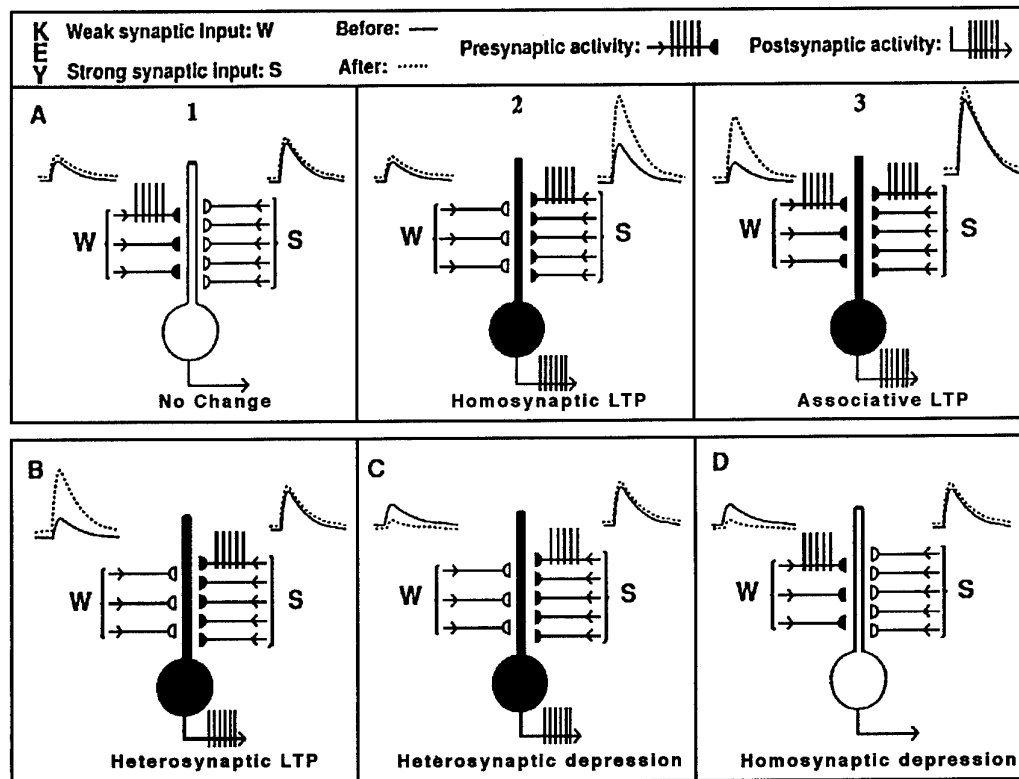 KEY
Weak synaptic input: W
Before:
Presynaptic activity:
Postsynaptic activity:
Strong synaptic input: S
After:
A
1
2
3
W
S
W
S
W
S
No Change
Homosynaptic LTP
Associative LTP
B
C
D
W
S
W
S
W
S
Heterosynaptic LTP
Heterosynaptic depression
Homosynaptic depression